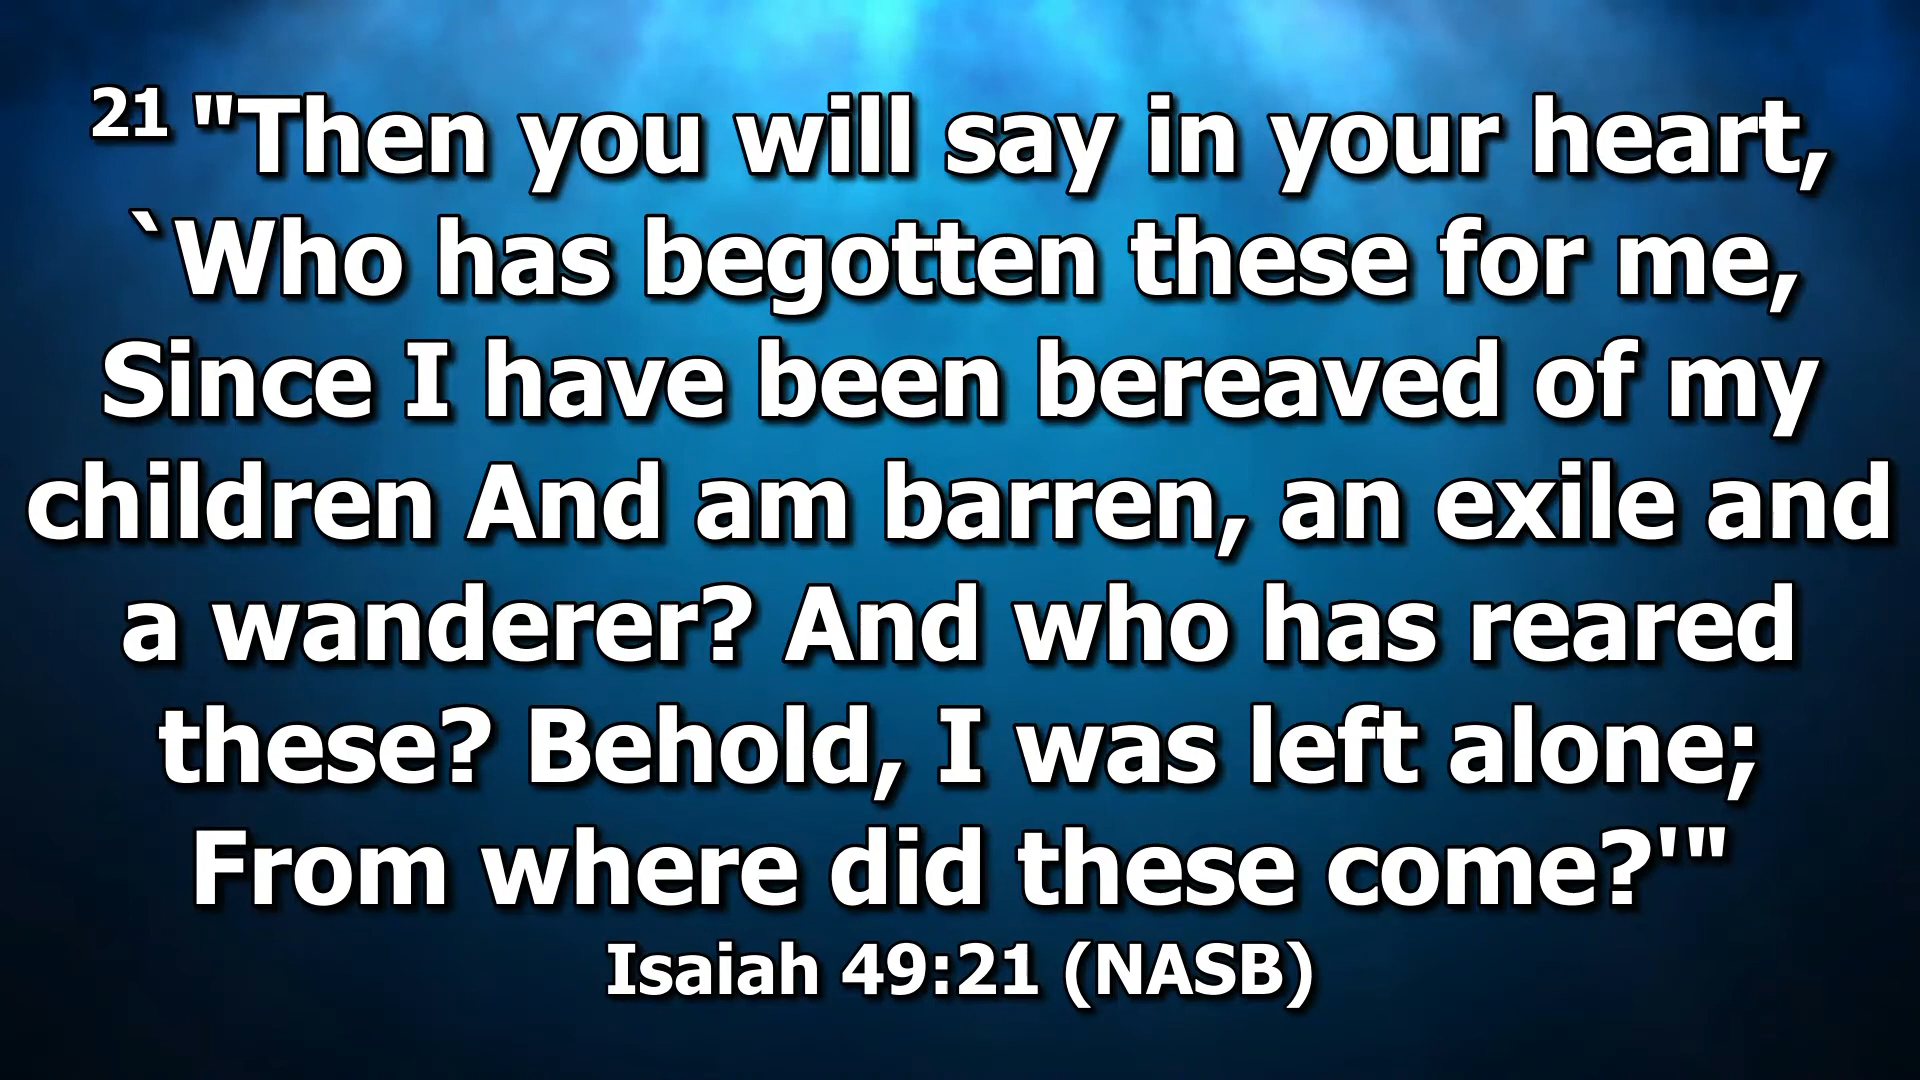 21 "Then you will say in your heart,
`Who has begotten these for me,
Since I have been bereaved of my
children And am barren, an exile and
a wanderer? And who has reared
these? Behold, I was left alone;
From where did these come?'"
Isaiah 49:21 (NASB)